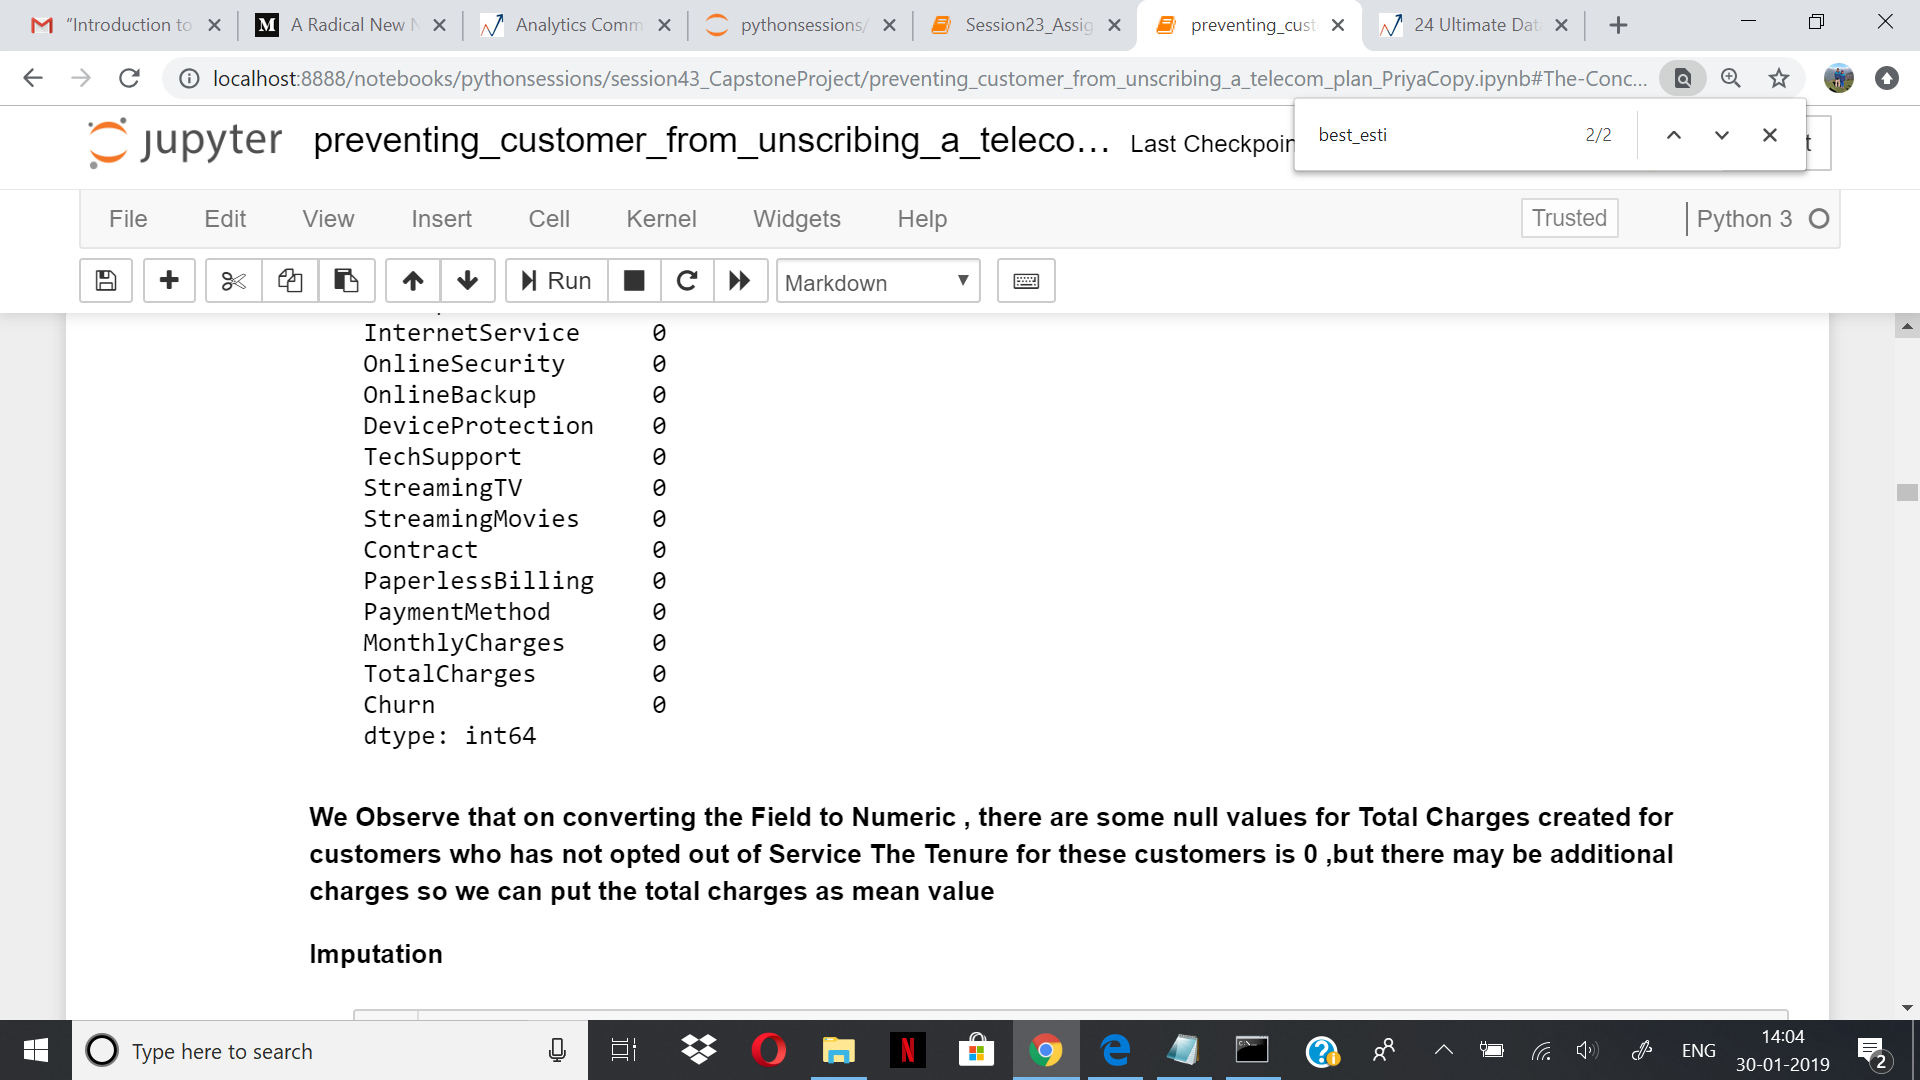 "Introduction to
M A Radical New N
Analytics Comm
pythonsessions/
Session23_Assig
preventing_cust
24 Ultimate Dat
localhost:8888/notebooks/pythonsessions/session43_CapstoneProject/preventing_customer_from_unscribing_a_telecom_plan_PriyaCopy.ipynb#The-Conc...
best_esti 2/2
jupyter preventing_customer_from_unscribing_a_teleco... Last Checkpoin
File Edit View Insert Cell Kernel Widgets Help Trusted Python 3
Run Markdown
InternetService 0
OnlineSecurity 0
OnlineBackup 0
DeviceProtection 0
TechSupport 0
StreamingTV 0
StreamingMovies 0
Contract 0
PaperlessBilling 0
PaymentMethod 0
MonthlyCharges 0
TotalCharges 0
Churn 0
dtype: int64
We Observe that on converting the Field to Numeric , there are some null values for Total Charges created for
customers who has not opted out of Service The Tenure for these customers is 0 ,but there may be additional
charges so we can put the total charges as mean value
Imputation
Type here to search
N
ENG
14:04
30-01-2019
2